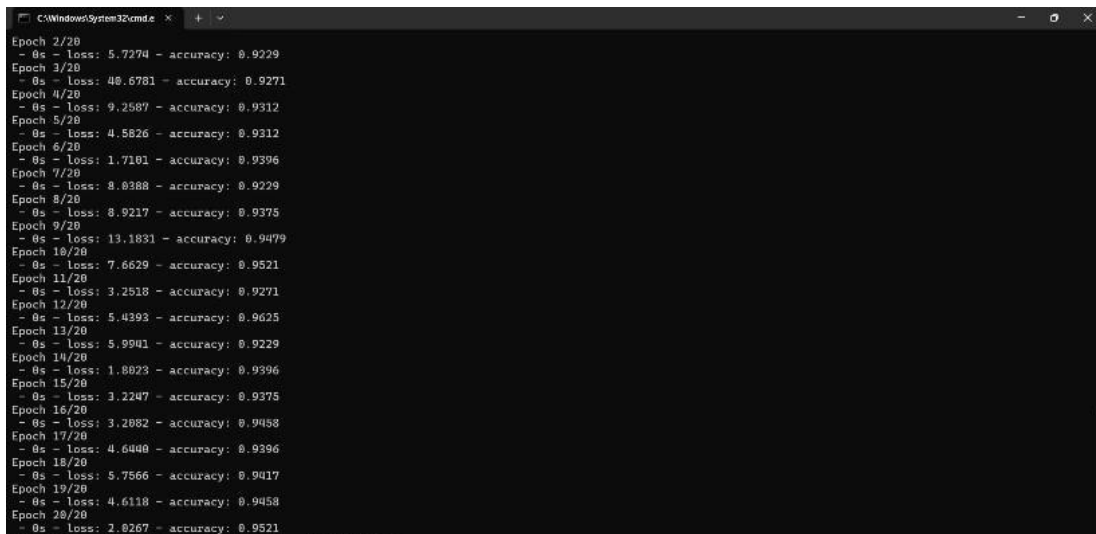 C:\Windows\System32\cmd.e
Epoch 2/20
- 0s - loss: 5.7274 - accuracy: 0.9229
Epoch 3/20
- 0s - loss: 40.6781 - accuracy: 0.9271
Epoch 4/20
- 0s - loss: 9.2587 - accuracy: 0.9312
Epoch 5/20
- 0s - loss: 4.5826 - accuracy: 0.9312
Epoch 6/20
- 0s - loss: 1.7101 - accuracy: 0.9396
Epoch 7/20
- 0s - loss: 8.0388 - accuracy: 0.9229
Epoch 8/20
- 0s - loss: 8.9217 - accuracy: 0.9375
Epoch 9/20
- 0s - loss: 13.1831 - accuracy: 0.9479
Epoch 10/20
- 0s - loss: 7.6629 - accuracy: 0.9521
Epoch 11/20
- 0s - loss: 3.2518 - accuracy: 0.9271
Epoch 12/20
- 0s - loss: 5.4393 - accuracy: 0.9625
Epoch 13/20
- 0s - loss: 5.9941 - accuracy: 0.9229
Epoch 14/20
- 0s - loss: 1.8023 - accuracy: 0.9396
Epoch 15/20
- 0s - loss: 3.2247 - accuracy: 0.9375
Epoch 16/20
- 0s - loss: 3.2082 - accuracy: 0.9458
Epoch 17/20
- 0s - loss: 4.6440 - accuracy: 0.9396
Epoch 18/20
- 0s - loss: 5.7566 - accuracy: 0.9417
Epoch 19/20
- 0s - loss: 4.6118 - accuracy: 0.9458
Epoch 20/20
- 0s - loss: 2.0267 - accuracy: 0.9521